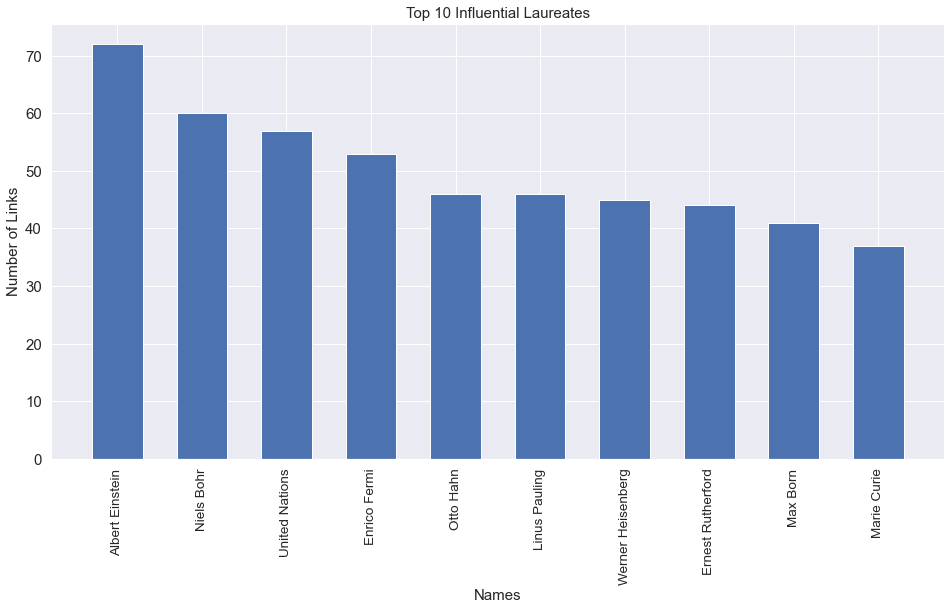 Top 10 Influential Laureates
Number of Links
70
60
50
40
30
20
10
0
Albert Einstein
Niels Bohr
United Nations
Enrico Fermi
Otto Hahn
Linus Pauling
Werner Heisenberg
Ernest Rutherford
Max Born
Marie Curie
Names